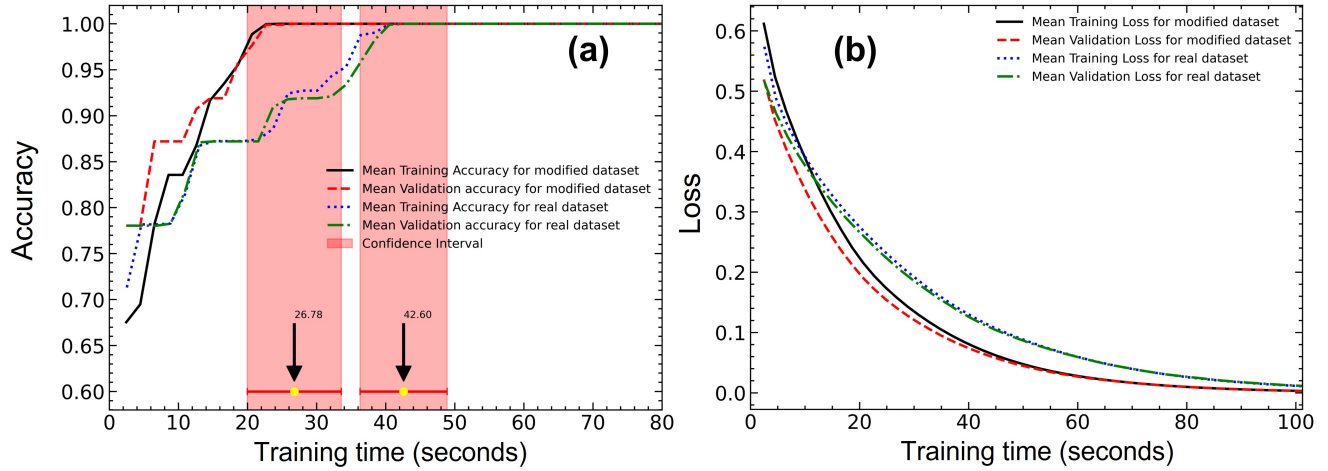 (a)
Accuracy
1.00
0.95
0.90
0.85
0.80
0.75
0.70
0.65
0.60
Mean Training Accuracy for modified dataset
Mean Validation accuracy for modified dataset
Mean Training Accuracy for real dataset
Mean Validation accuracy for real dataset
Confidence Interval
26.78
42.60
0 10 20 30 40 50 60 70 80
Training time (seconds)
(b)
Loss
0.6
0.5
0.4
0.3
0.2
0.1
0.0
Mean Training Loss for modified dataset
Mean Validation Loss for modified dataset
Mean Training Loss for real dataset
Mean Validation Loss for real dataset
0 20 40 60 80 100
Training time (seconds)